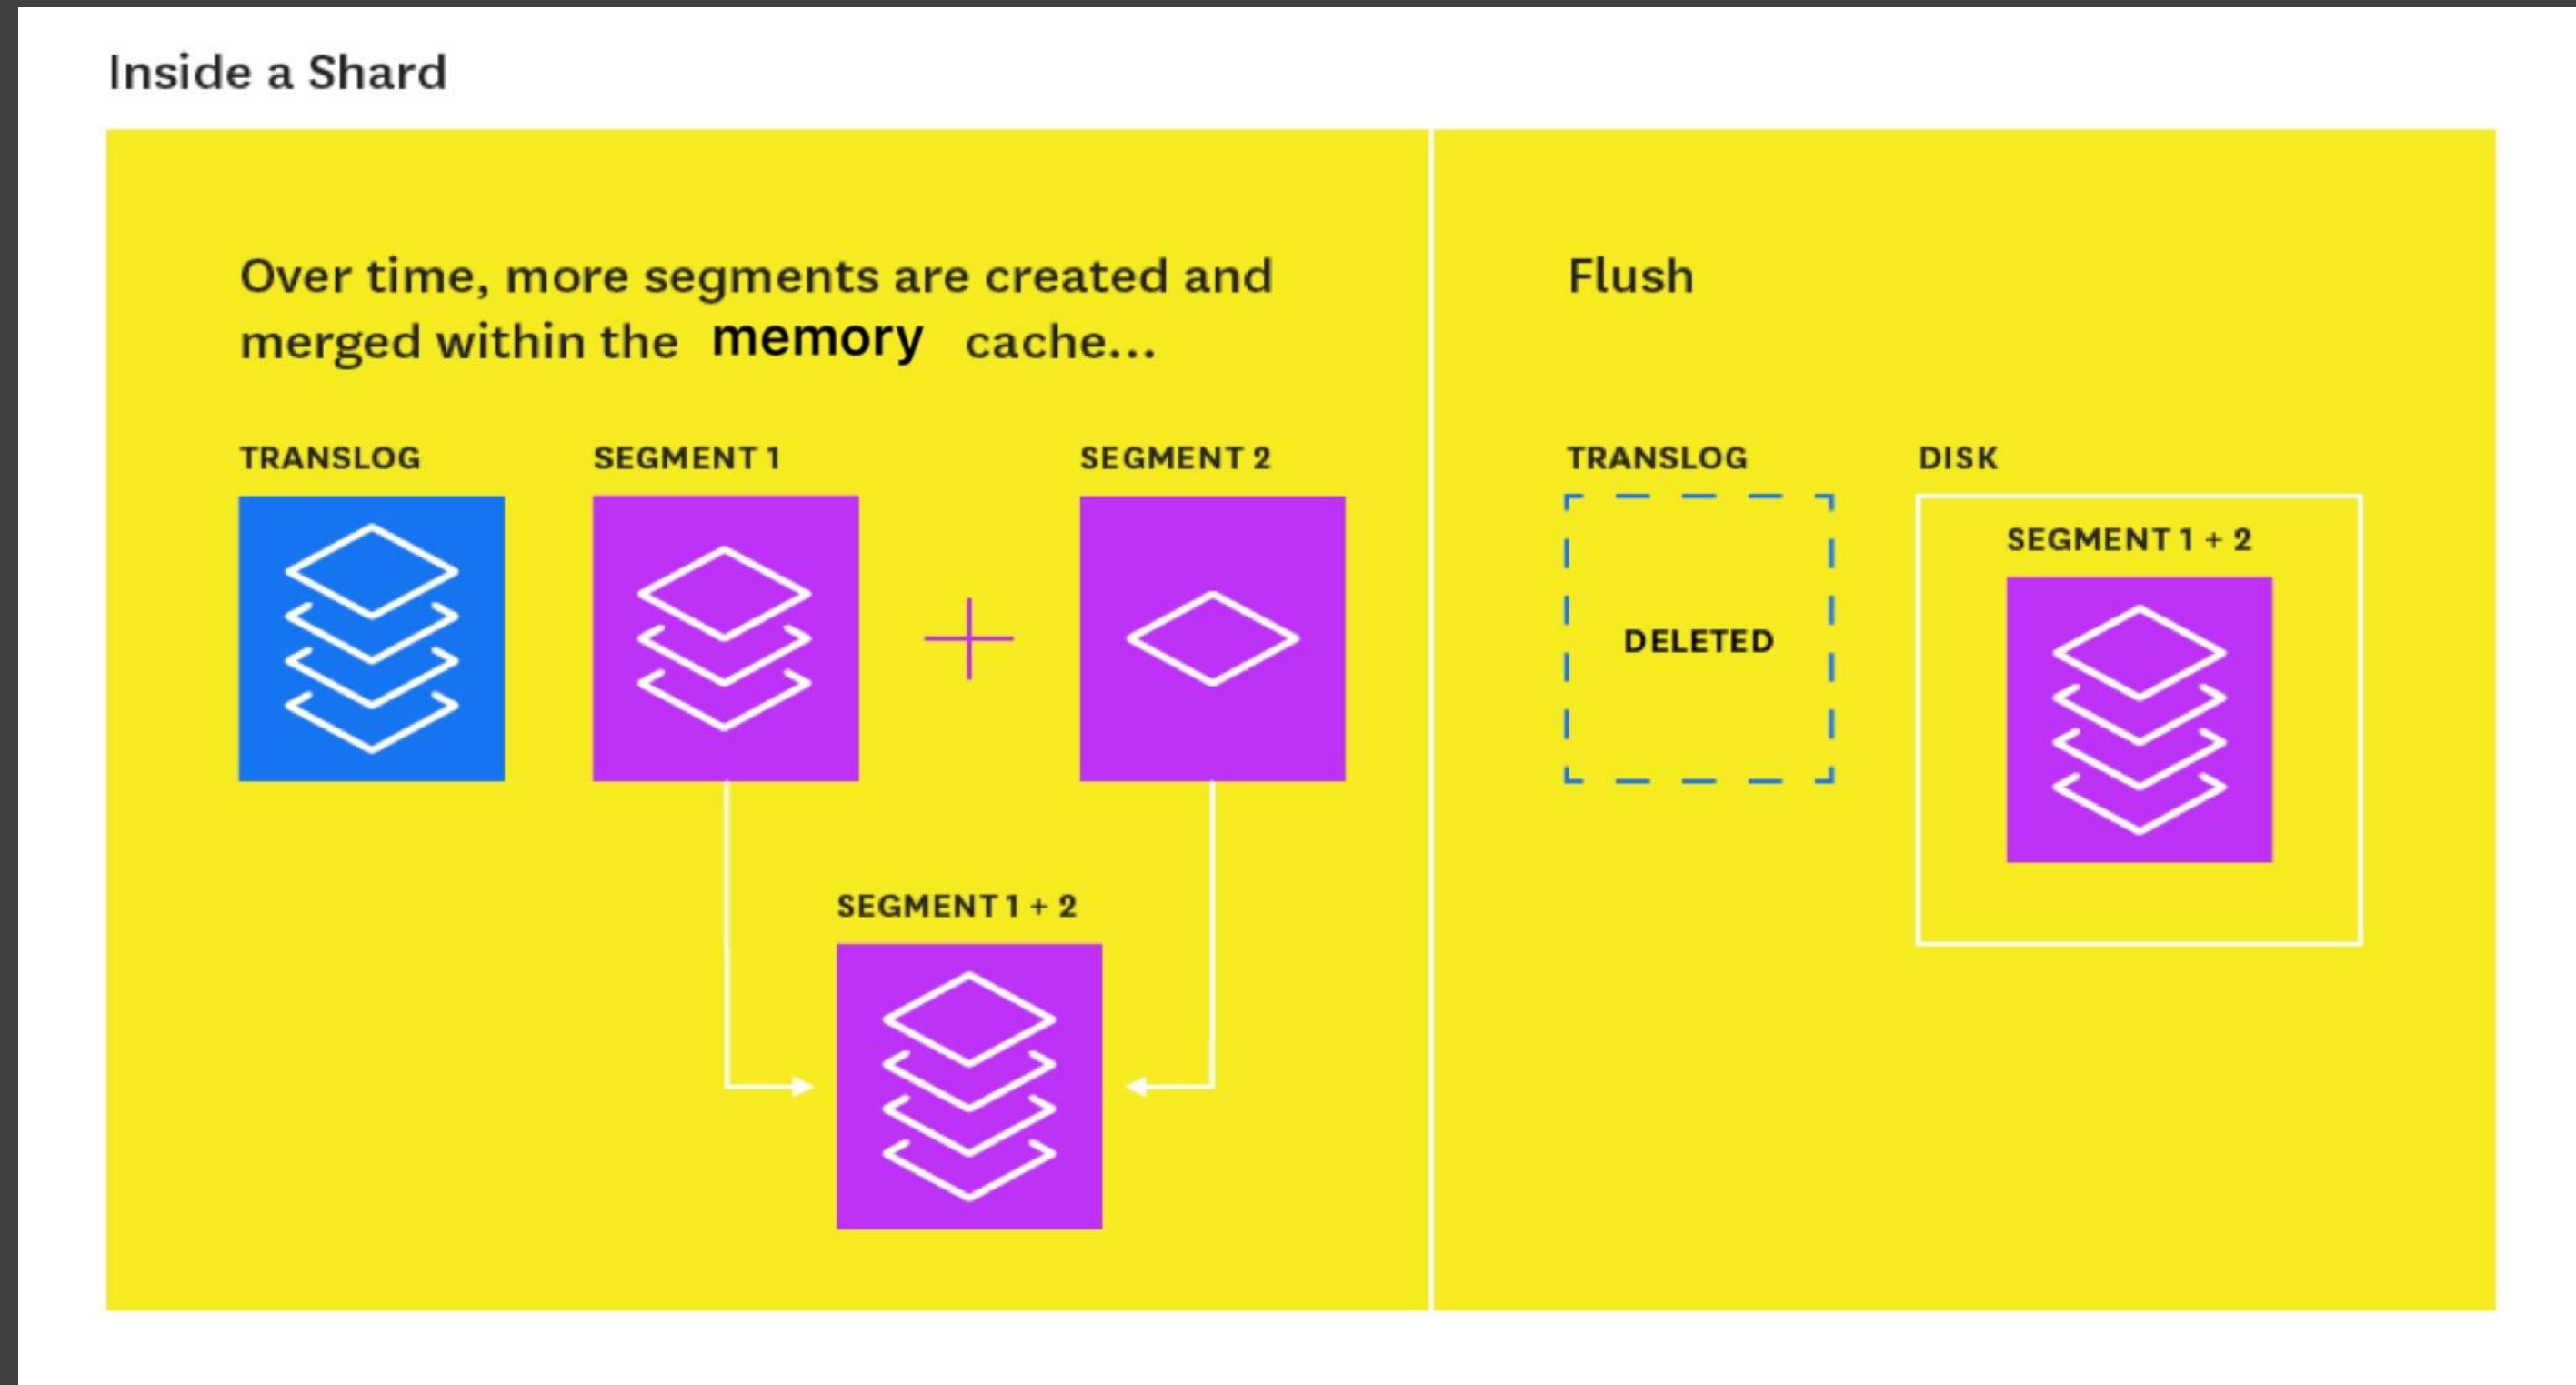 Inside a Shard
Over time, more segments are created and
merged within the memory cache...
TRANSLOG
SEGMENT 1
SEGMENT 2
SEGMENT 1 + 2
Flush
TRANSLOG
DISK
SEGMENT 1 + 2
DELETED